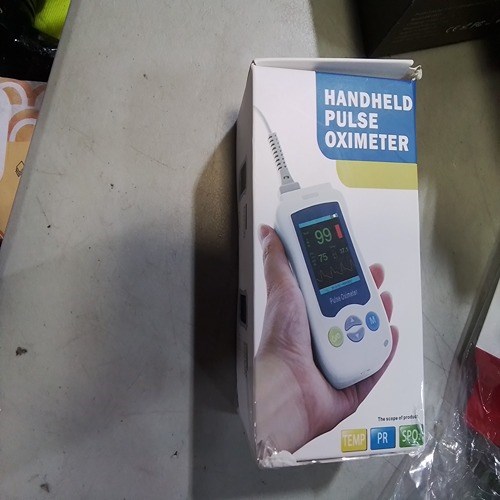 HANDHELD
PULSE
OXIMETER
99
75
Pulse Oximeter
M
The scope of product
TEMP
PR
SPO